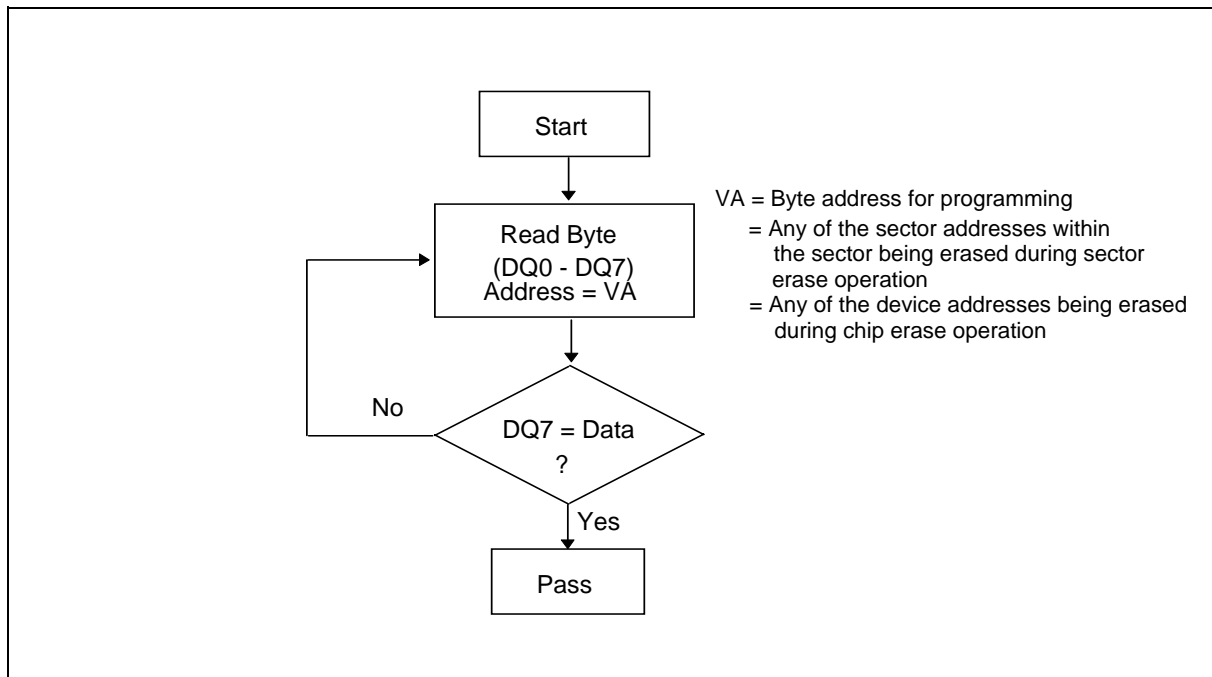 Start
Read Byte
(DQ0 - DQ7)
Address = VA
VA = Byte address for programming
= Any of the sector addresses within
the sector being erased during sector
erase operation
= Any of the device addresses being erased
during chip erase operation
No
DQ7 = Data
?
Yes
Pass